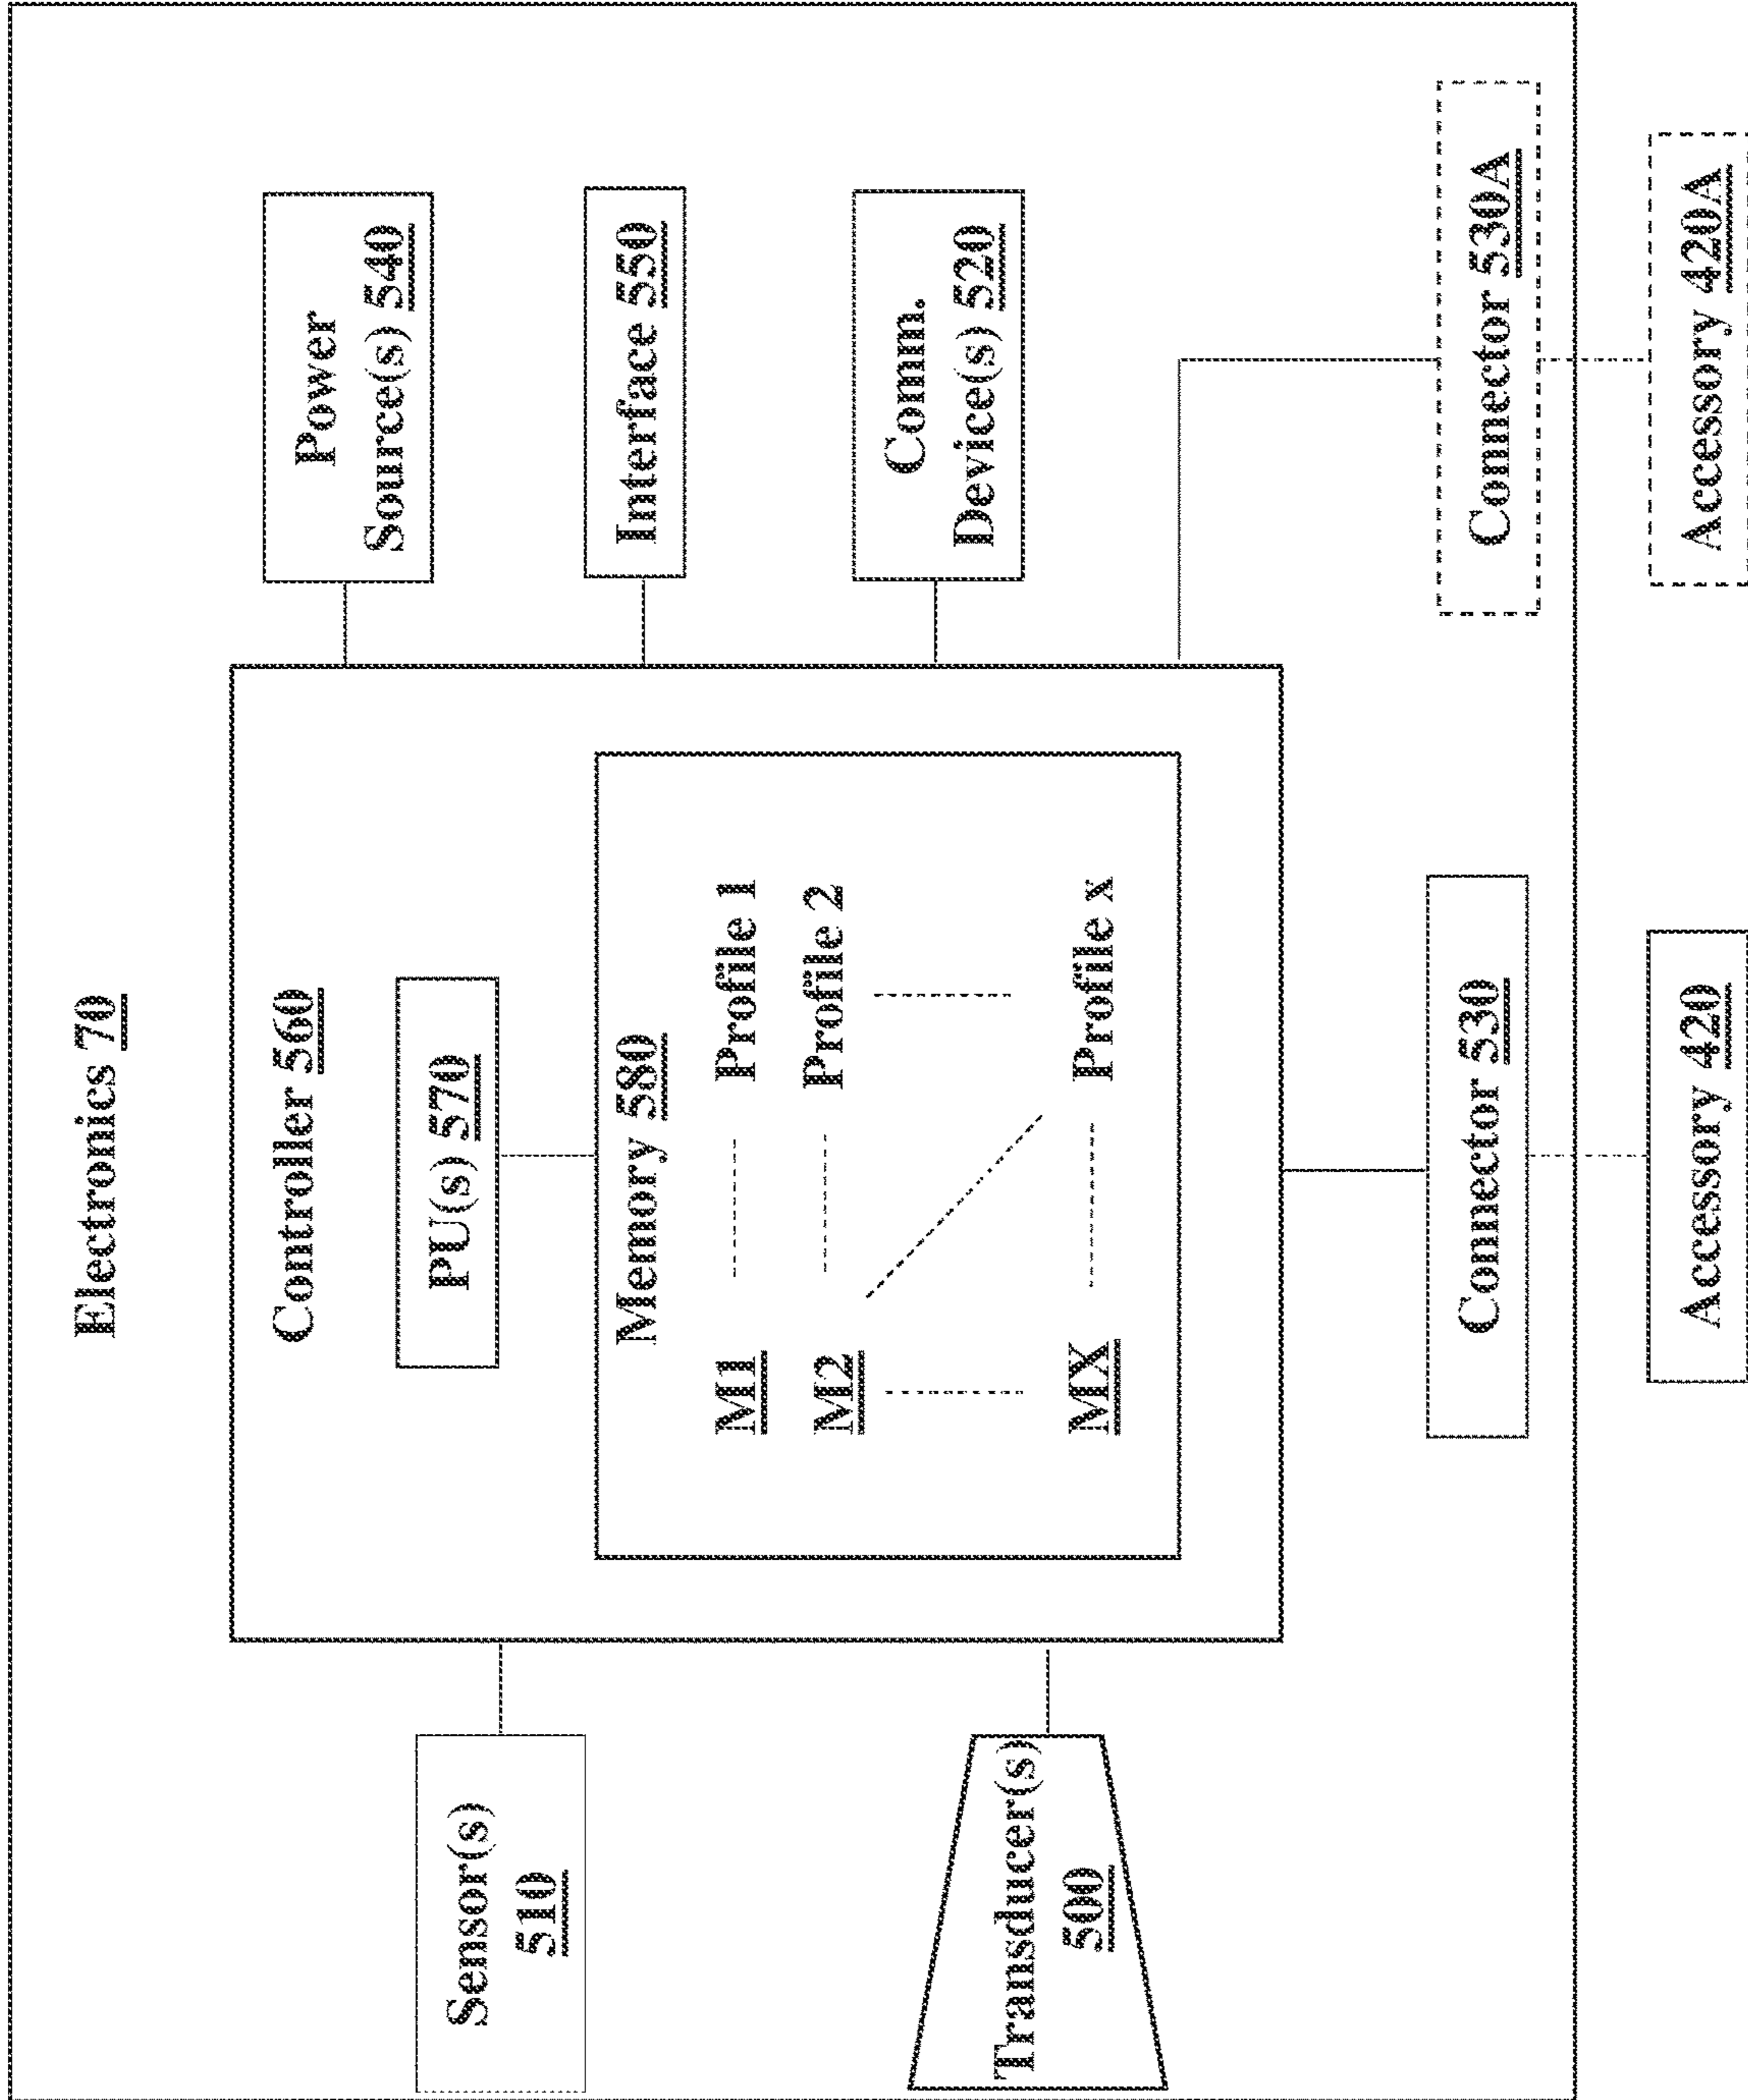 Electronics 70
Controller 560
PU(s) 570
Memory 580
M1
Profile 1
M2
Profile 2
MX
Profile x
Sensor(s)
510
Transducer(s)
500
Power
Source(s) 540
Interface 550
Comm.
Device(s) 520
Connector 530
Connector 530A
Accessory 420
Accessory 420A